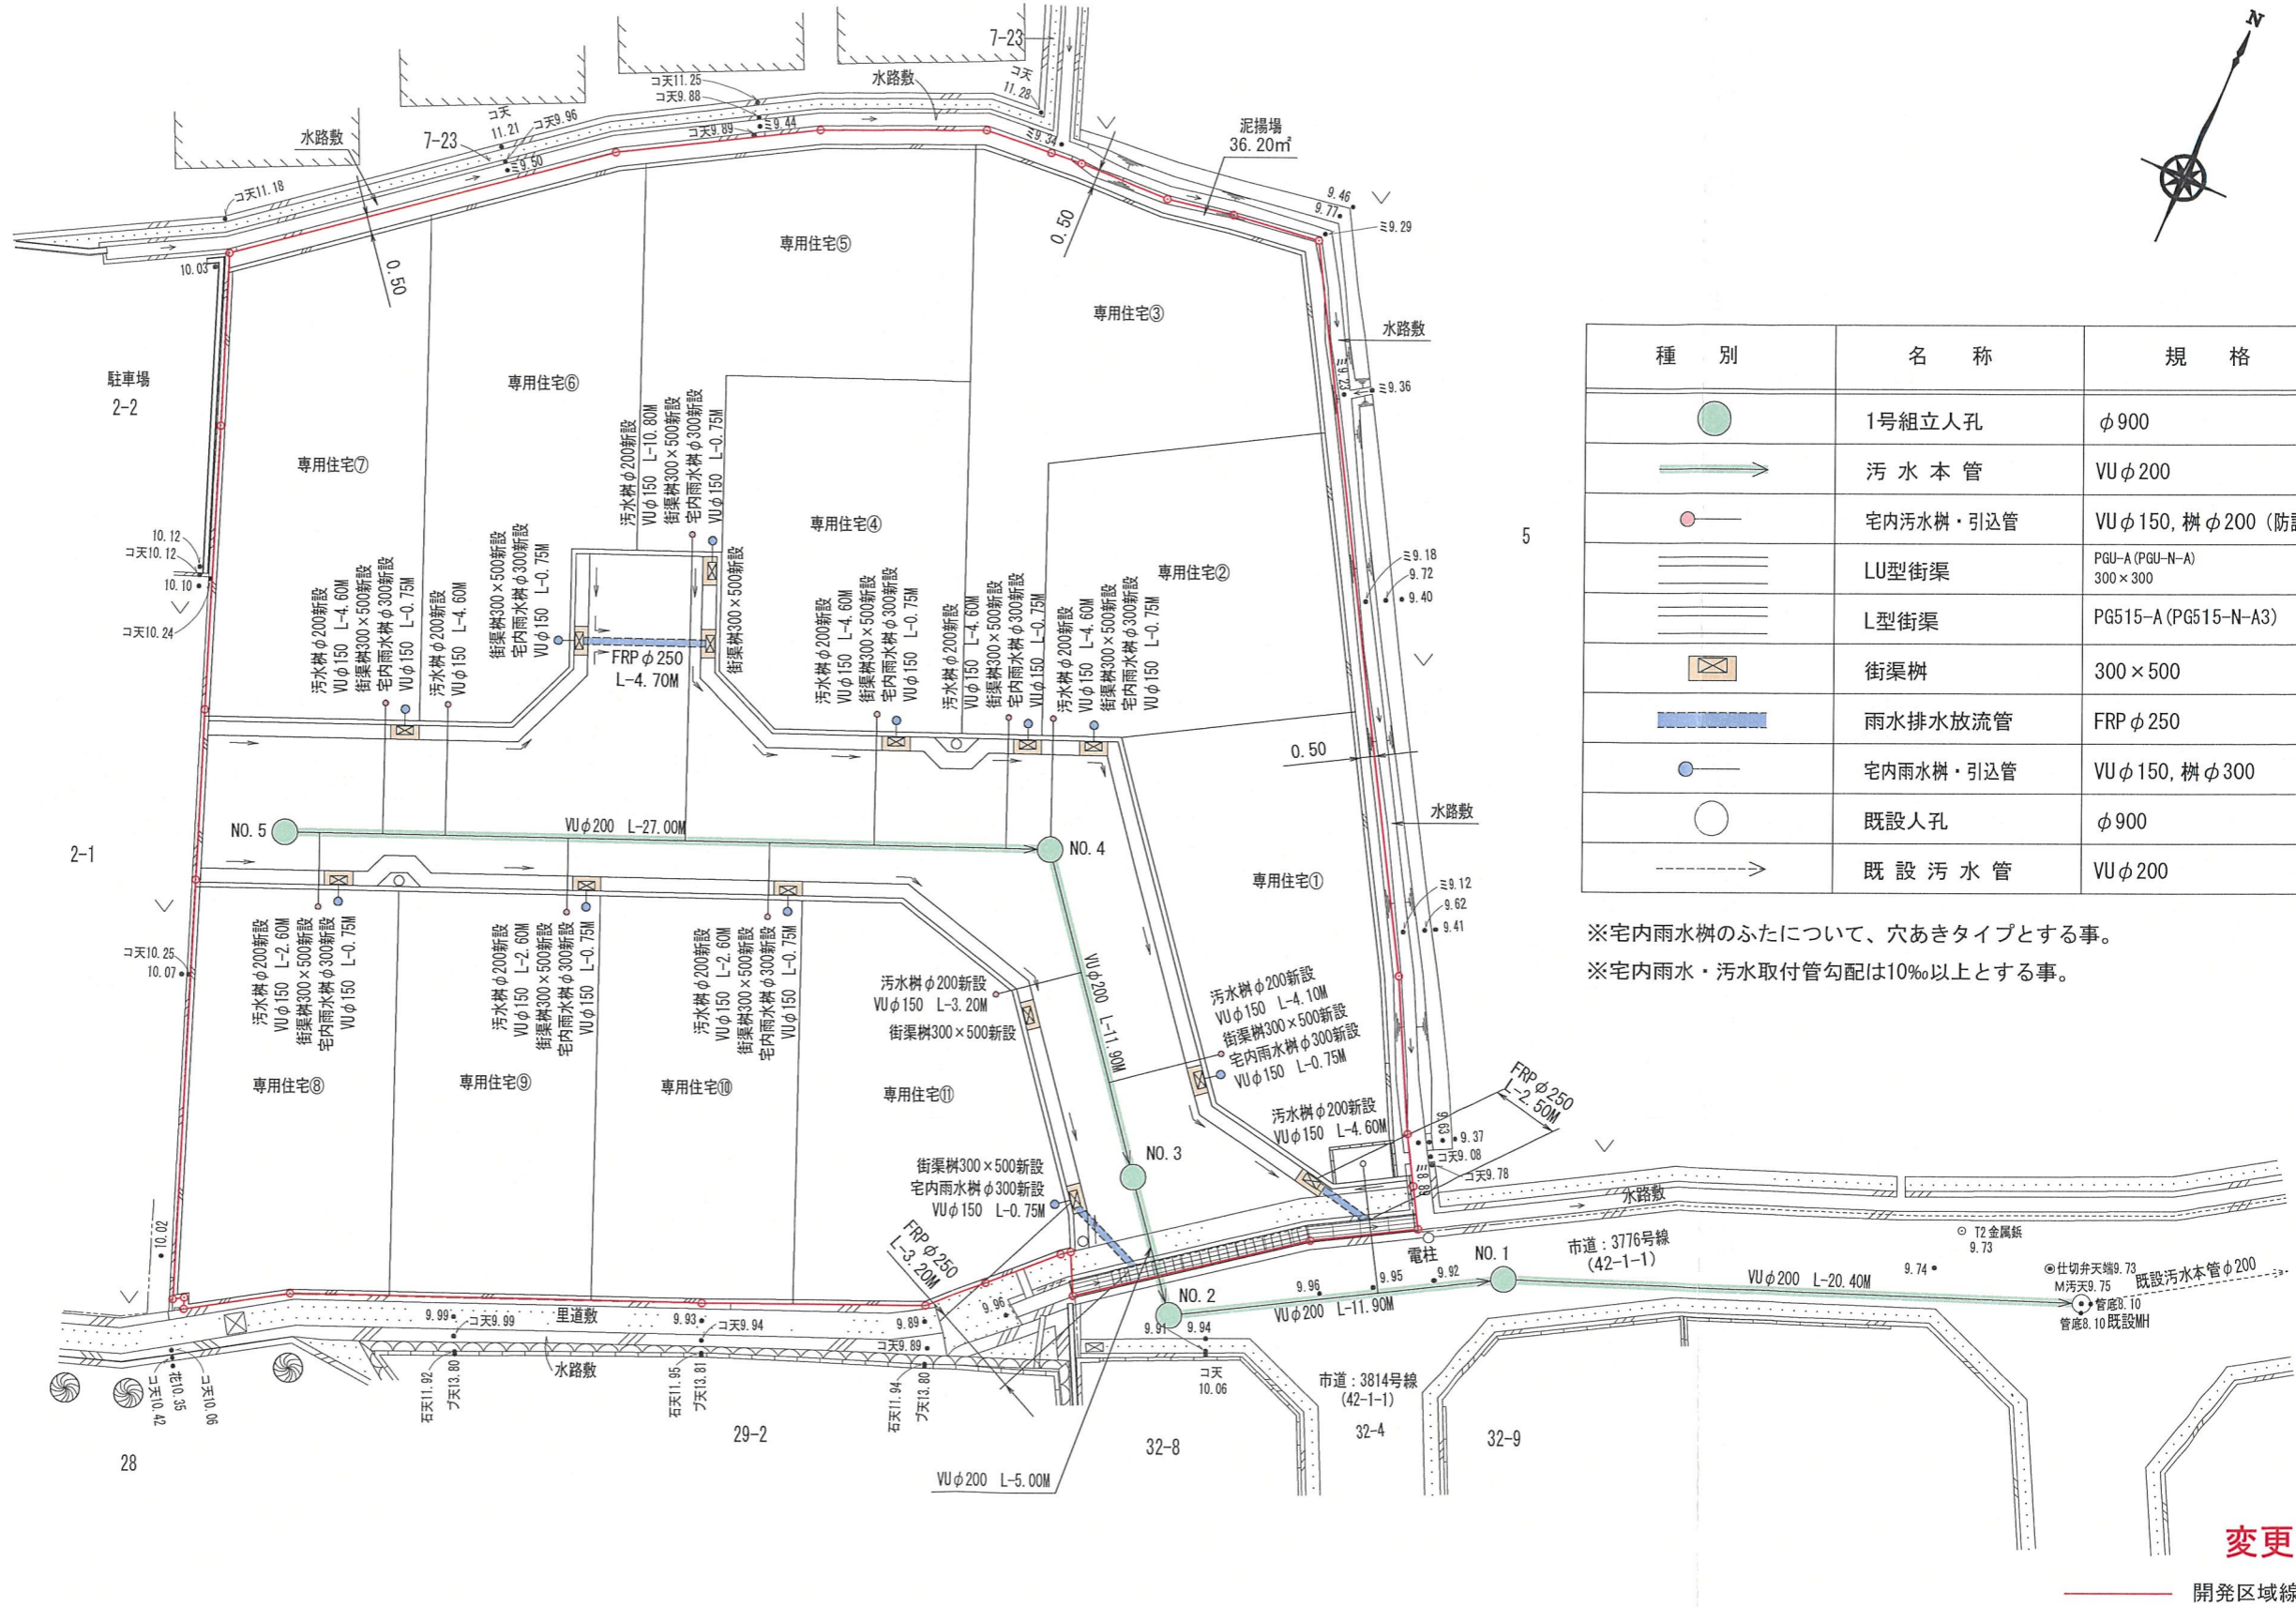 N
7-23
コ天
11.28
コ天11.25
コ天9.88
コ天9.89
ミ9.44
水路敷
ミ9.34
泥揚場
36.20㎡
水路敷
7-23
コ天
11.21
コ天9.96
ミ9.50
コ天11.18
10.03
0.50
0.50
9.46
9.77
ミ9.29
専用住宅⑤
専用住宅③
水路敷
ミ9.23
ミ9.36
駐車場
2-2
専用住宅⑥
専用住宅⑦
専用住宅④
専用住宅②
5
10.12
コ天10.12
10.10
コ天10.24
ミ9.18
9.72
9.40
汚水桝φ200新設
VUφ150 L-4.60M
街渠桝300×500新設
宅内雨水桝φ300新設
VUφ150 L-0.75M
汚水桝φ200新設
VUφ150 L-4.60M
街渠桝300×500新設
宅内雨水桝φ300新設
VUφ150 L-0.75M
汚水桝φ200新設
VUφ150 L-10.80M
街渠桝300×500新設
宅内雨水桝φ300新設
VUφ150 L-0.75M
街渠桝300×500新設
FRPφ250
L-4.70M
汚水桝φ200新設
VUφ150 L-4.60M
街渠桝300×500新設
宅内雨水桝φ300新設
VUφ150 L-0.75M
汚水桝φ200新設
VUφ150 L-4.60M
街渠桝300×500新設
宅内雨水桝φ300新設
VUφ150 L-0.75M
汚水桝φ200新設
VUφ150 L-4.60M
街渠桝300×500新設
宅内雨水桝φ300新設
VUφ150 L-0.75M
0.50
水路敷
2-1
NO.5
VUφ200 L-27.00M
NO.4
専用住宅①
ミ9.12
9.62
9.41
コ天10.25
10.07
汚水桝φ200新設
VUφ150 L-2.60M
街渠桝300×500新設
宅内雨水桝φ300新設
VUφ150 L-0.75M
汚水桝φ200新設
VUφ150 L-2.60M
街渠桝300×500新設
宅内雨水桝φ300新設
VUφ150 L-0.75M
汚水桝φ200新設
VUφ150 L-2.60M
街渠桝300×500新設
宅内雨水桝φ300新設
VUφ150 L-0.75M
汚水桝φ200新設
VUφ150 L-3.20M
街渠桝300×500新設
VUφ200 L-11.90M
汚水桝φ200新設
VUφ150 L-4.10M
街渠桝300×500新設
宅内雨水桝φ300新設
VUφ150 L-0.75M
専用住宅⑧
専用住宅⑨
専用住宅⑩
専用住宅⑪
汚水桝φ200新設
VUφ150 L-4.60M
FRPφ250
L-2.50M
9.63
9.37
コ天9.08
コ天9.78
ミ8.89
NO.3
街渠桝300×500新設
宅内雨水桝φ300新設
VUφ150 L-0.75M
FRPφ250
L-3.20M
10.02
水路敷
T2金属鋲
9.73
電柱
NO.1
市道：3776号線
(42-1-1)
VUφ200 L-20.40M
9.74
仕切弁天端9.73
M汚天9.75
既設汚水本管φ200
管底8.10
管底8.10
既設MH
NO.2
9.96
9.95
9.92
VUφ200 L-11.90M
9.96
9.91
9.94
コ天
10.06
里道敷
9.99
コ天9.99
9.93
コ天9.94
9.89
コ天9.89
水路敷
コ天10.42
花10.35
コ天10.06
石天11.92
ブ天13.80
石天11.95
ブ天13.81
石天11.94
ブ天13.80
市道：3814号線
(42-1-1)
28
29-2
32-8
32-4
32-9
VUφ200 L-5.00M
種別 名称 規格
1号組立人孔 φ900
汚水本管 VUφ200
宅内汚水桝・引込管 VUφ150,桝φ200（防
LU型街渠 PGU-A(PGU-N-A)
300×300
L型街渠 PG515-A(PG515-N-A3)
街渠桝 300×500
雨水排水放流管 FRPφ250
宅内雨水桝・引込管 VUφ150,桝φ300
既設人孔 φ900
既設汚水管 VUφ200
※宅内雨水桝のふたについて、穴あきタイプとする事。
※宅内雨水・汚水取付管勾配は10‰以上とする事。
変更
開発区域線